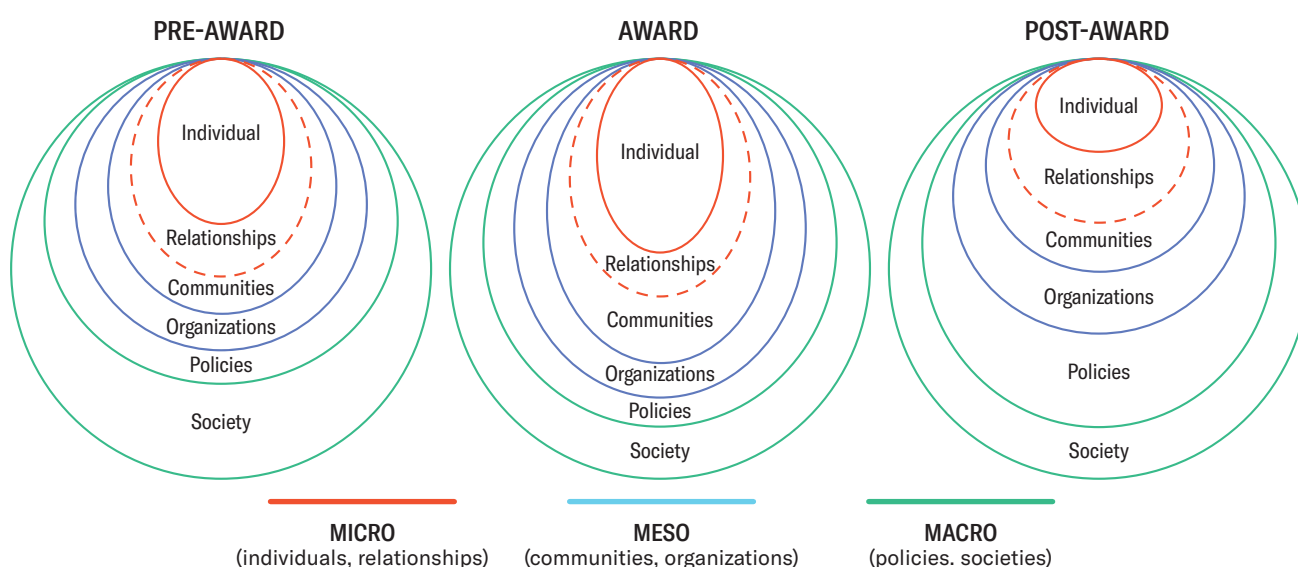 PRE-AWARD
Individual
Relationships
Communities
Organizations
Policies
Society
AWARD
Individual
Relationships
Communities
Organizations
Policies
Society
POST-AWARD
Individual
Relationships
Communities
Organizations
Policies
Society
MICRO
(individuals, relationships)
MESO
(communities, organizations)
MACRO
(policies. societies)